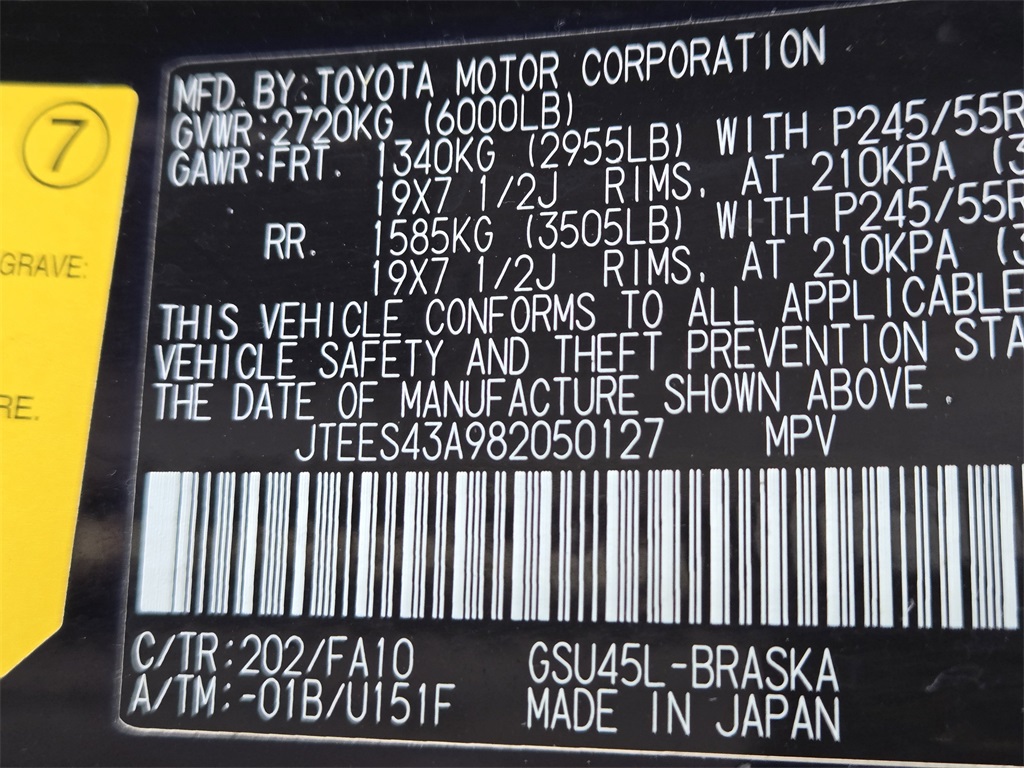 7
GRAVE:
RE.
MFD. BY: TOYOTA MOTOR CORPORATION
GVWR: 2720KG (6000LB)
GAWR: FRT. 1340KG (2955LB) WITH P245/55R
19X7 1/2J RIMS, AT 210KPA (3
RR. 1585KG (3505LB) WITH P245/55R
19X7 1/2J RIMS, AT 210KPA (3
THIS VEHICLE CONFORMS TO ALL APPLICABLE
VEHICLE SAFETY AND THEFT PREVENTION STA
THE DATE OF MANUFACTURE SHOWN ABOVE.
JTEES43A982050127 MPV
C/TR: 202/FA10 GSU45L-BRASKA
A/TM: -01B/U151F MADE IN JAPAN